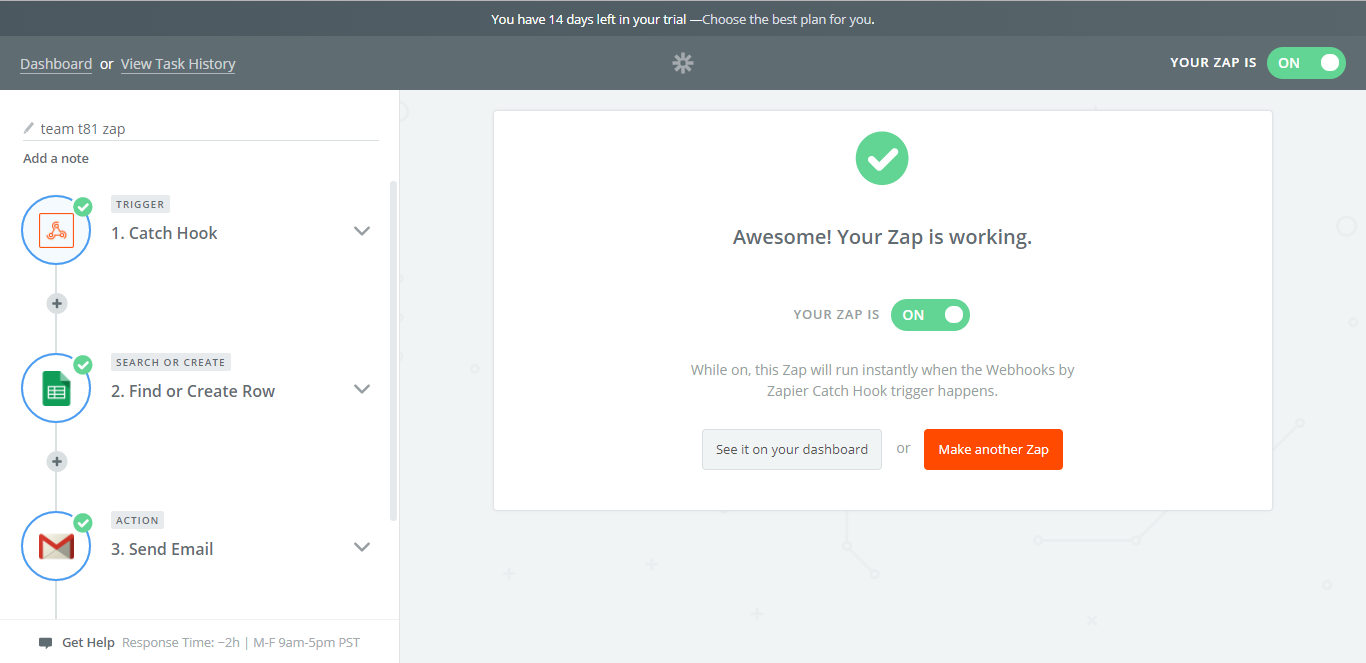 You have 14 days left in your trial —Choose the best plan for you.
Dashboard or View Task History
YOUR ZAP IS ON
team t81 zap
Add a note
TRIGGER
1. Catch Hook
SEARCH OR CREATE
2. Find or Create Row
ACTION
3. Send Email
Get Help Response Time: ~2h | M-F 9am-5pm PST
Awesome! Your Zap is working.
YOUR ZAP IS ON
While on, this Zap will run instantly when the Webhooks by
Zapier Catch Hook trigger happens.
See it on your dashboard or Make another Zap